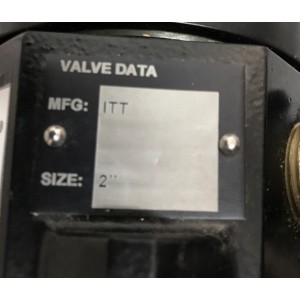 VALVE DATA
MFG: ITT
SIZE: 2"